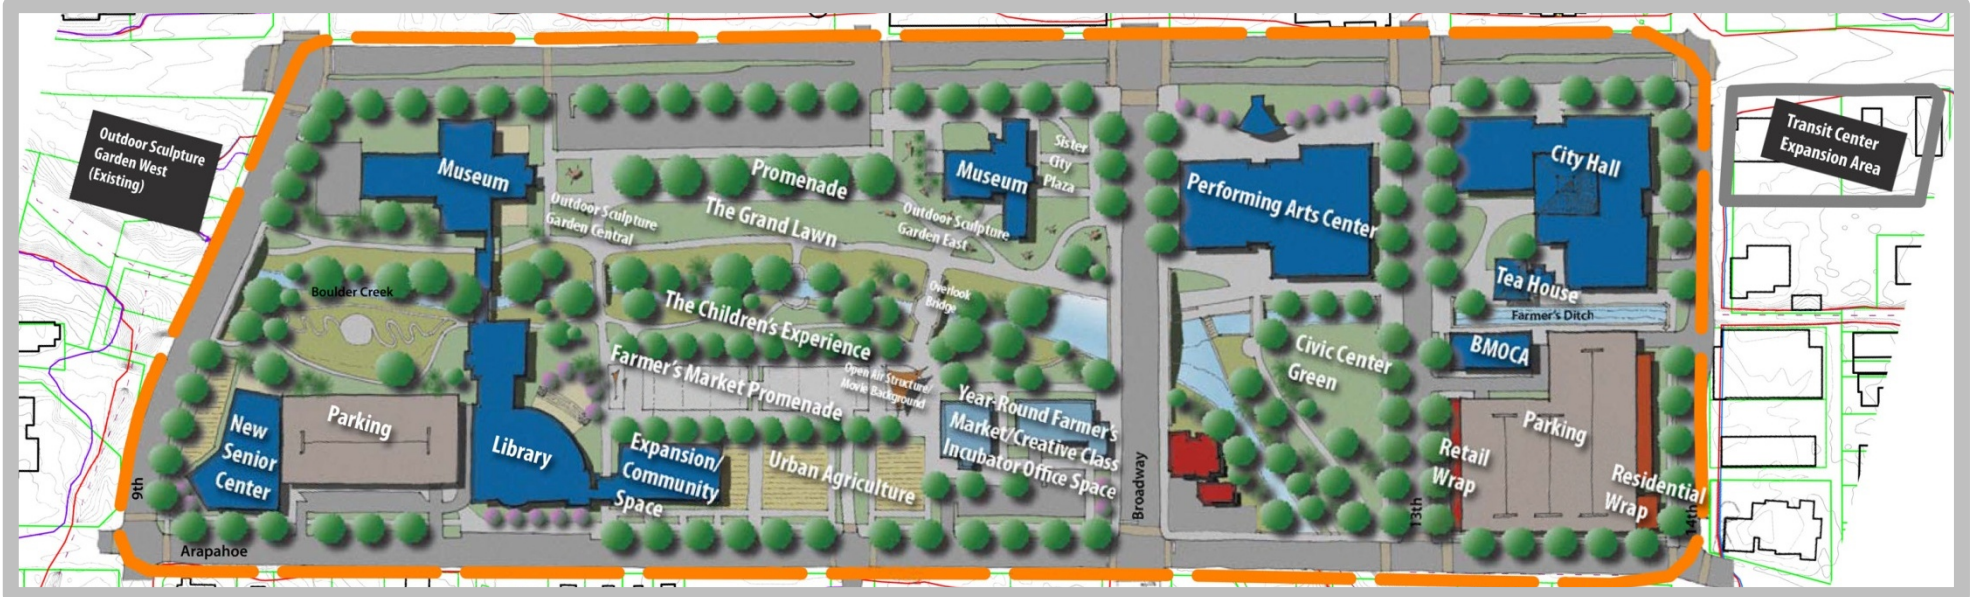 Outdoor Sculpture
Garden West
(Existing)
Transit Center
Expansion Area
Museum
Promenade
Museum
Sister
City
Plaza
Performing Arts Center
City Hall
Outdoor Sculpture
Garden Central
The Grand Lawn
Outdoor Sculpture
Garden East
Boulder Creek
The Children's Experience
Overlook
Bridge
Tea House
Farmer's Ditch
Civic Center
Green
BMOCA
Farmer's Market Promenade
Open Air Structure/
Movie Background
Year-Round Farmer's
Market/Creative Class
Incubator Office Space
New
Senior
Center
Parking
Library
Expansion/
Community
Space
Urban Agriculture
Retail
Wrap
Parking
Residential
Wrap
9th
Arapahoe
Broadway
13th
14th